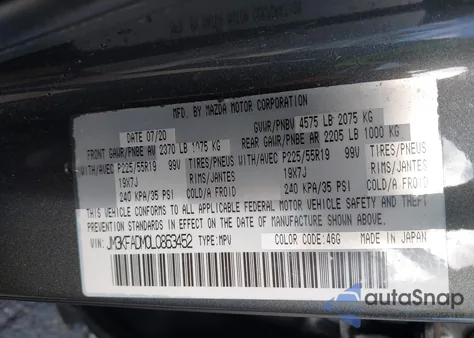 MFD. BY MAZDA MOTOR CORPORATION
DATE 07/20 GVWR/PNBV 4575 LB 2075 KG
FRONT GAWR/PNBE AV 2370 LB 1075 KG REAR GAWR/PNBE AR 2205 LB 1000 KG
WITH/AVEC P225/55R19 99V TIRES/PNEUS WITH/AVEC P225/55R19 99V TIRES/PNEUS
19X7J RIMS/JANTES 19X7J RIMS/JANTES
240 KPA/35 PSI COLD/A FROID 240 KPA/35 PSI COLD/A FROID
THIS VEHICLE CONFORMS TO ALL APPLICABLE FEDERAL MOTOR VEHICLE SAFETY, BUMPER, AND THEFT
PREVENTION STANDARDS IN EFFECT ON THE DATE OF MANUFACTURE SHOWN ABOVE.
VIN: JM3KFADM0L0863452 TYPE: MPV COLOR CODE: 46G MADE IN JAPAN
autoSnap